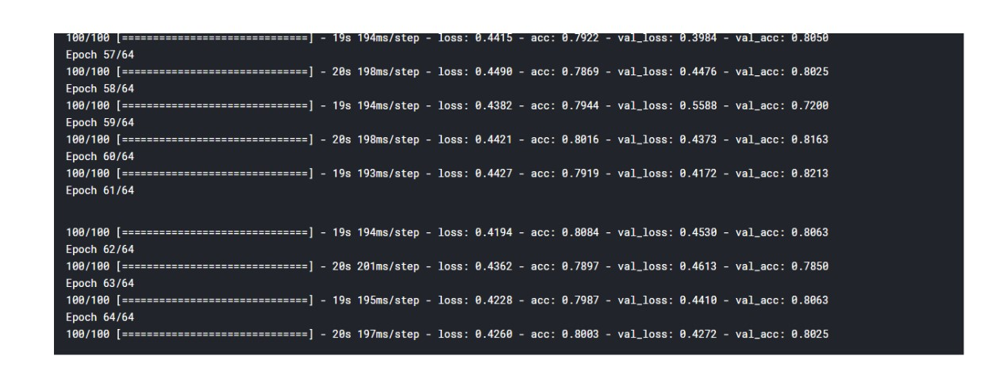 100/100 [==============================] - 19s 194ms/step - loss: 0.4415 - acc: 0.7922 - val_loss: 0.3984 - val_acc: 0.8050
Epoch 57/64
100/100 [==============================] - 20s 198ms/step - loss: 0.4490 - acc: 0.7869 - val_loss: 0.4476 - val_acc: 0.8025
Epoch 58/64
100/100 [==============================] - 19s 194ms/step - loss: 0.4382 - acc: 0.7944 - val_loss: 0.5588 - val_acc: 0.7200
Epoch 59/64
100/100 [==============================] - 20s 198ms/step - loss: 0.4421 - acc: 0.8016 - val_loss: 0.4373 - val_acc: 0.8163
Epoch 60/64
100/100 [==============================] - 19s 193ms/step - loss: 0.4427 - acc: 0.7919 - val_loss: 0.4172 - val_acc: 0.8213
Epoch 61/64
100/100 [==============================] - 19s 194ms/step - loss: 0.4194 - acc: 0.8084 - val_loss: 0.4530 - val_acc: 0.8063
Epoch 62/64
100/100 [==============================] - 20s 201ms/step - loss: 0.4362 - acc: 0.7897 - val_loss: 0.4613 - val_acc: 0.7850
Epoch 63/64
100/100 [==============================] - 19s 195ms/step - loss: 0.4228 - acc: 0.7987 - val_loss: 0.4410 - val_acc: 0.8063
Epoch 64/64
100/100 [==============================] - 20s 197ms/step - loss: 0.4260 - acc: 0.8003 - val_loss: 0.4272 - val_acc: 0.8025